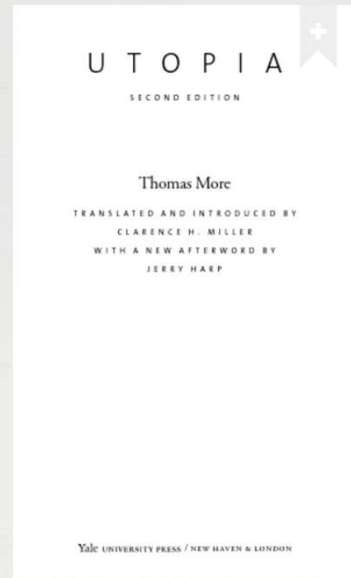 UTOPIA
SECOND EDITION
Thomas More
TRANSLATED AND INTRODUCED BY
CLARENCE H. MILLER
WITH A NEW AFTERWORD BY
JERRY HARP
Yale UNIVERSITY PRESS / NEW HAVEN & LONDON